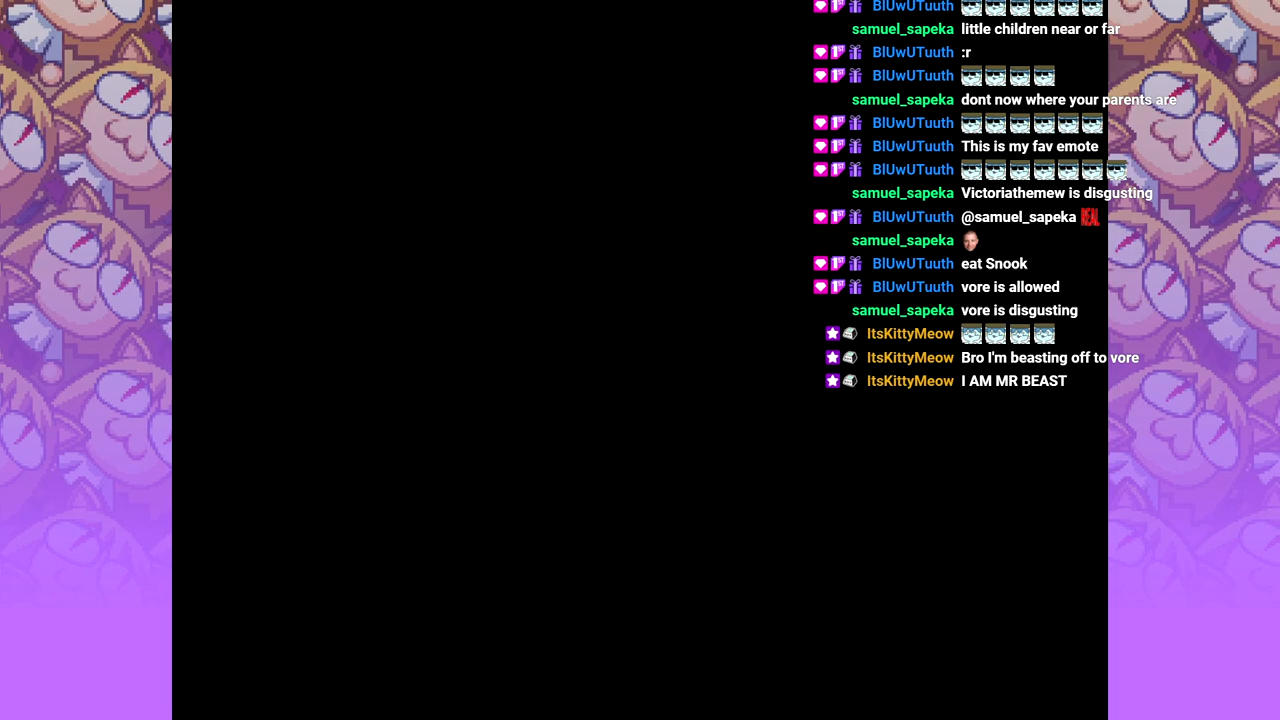 BlUwUTuuth
samuel_sapeka little children near or far
BlUwUTuuth :r
BlUwUTuuth
samuel_sapeka dont now where your parents are
BlUwUTuuth
BlUwUTuuth This is my fav emote
BlUwUTuuth
samuel_sapeka Victoriathemew is disgusting
BlUwUTuuth @samuel_sapeka REAL
samuel_sapeka
BlUwUTuuth eat Snook
BlUwUTuuth vore is allowed
samuel_sapeka vore is disgusting
ItsKittyMeow
ItsKittyMeow Bro I'm beasting off to vore
ItsKittyMeow I AM MR BEAST